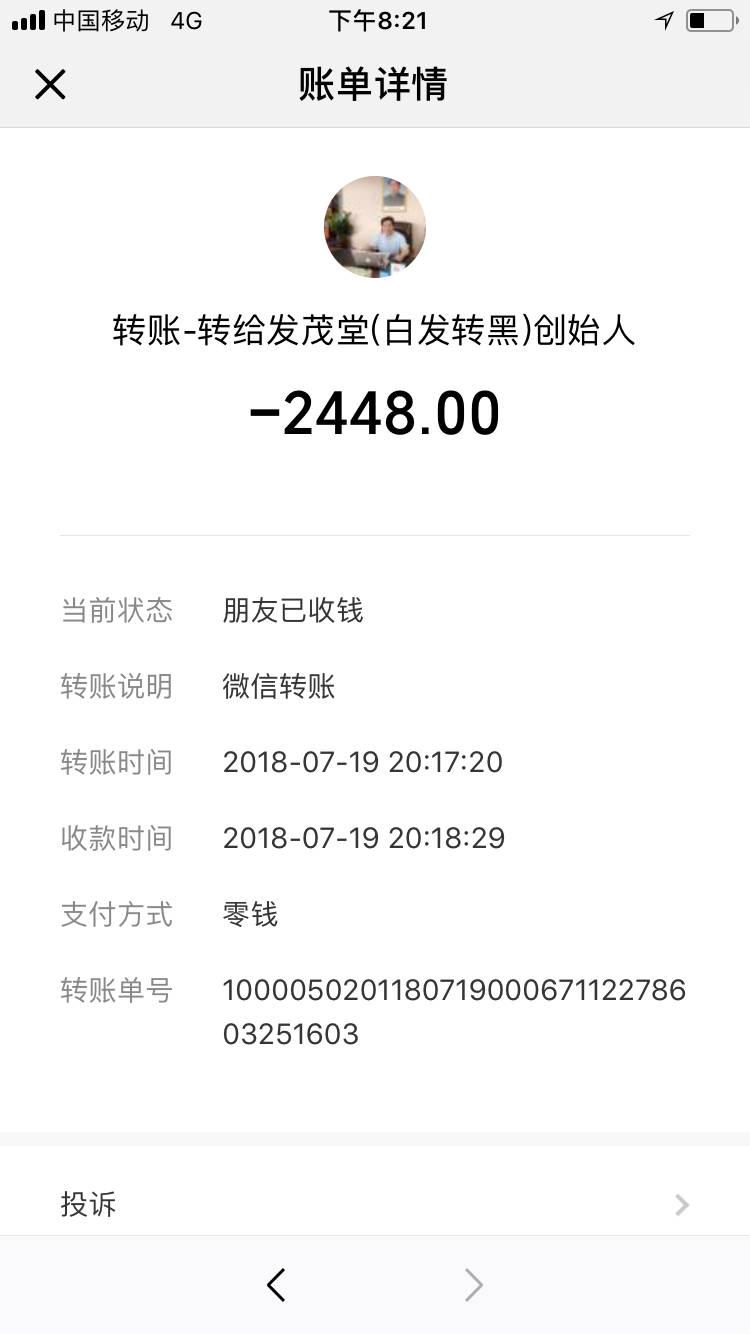 中国移动 4G 下午8:21
账单详情
转账-转给发茂堂(白发转黑)创始人
-2448.00
当前状态 朋友已收钱
转账说明 微信转账
转账时间 2018-07-19 20:17:20
收款时间 2018-07-19 20:18:29
支付方式 零钱
转账单号 1000050201180719000671122786
03251603
投诉